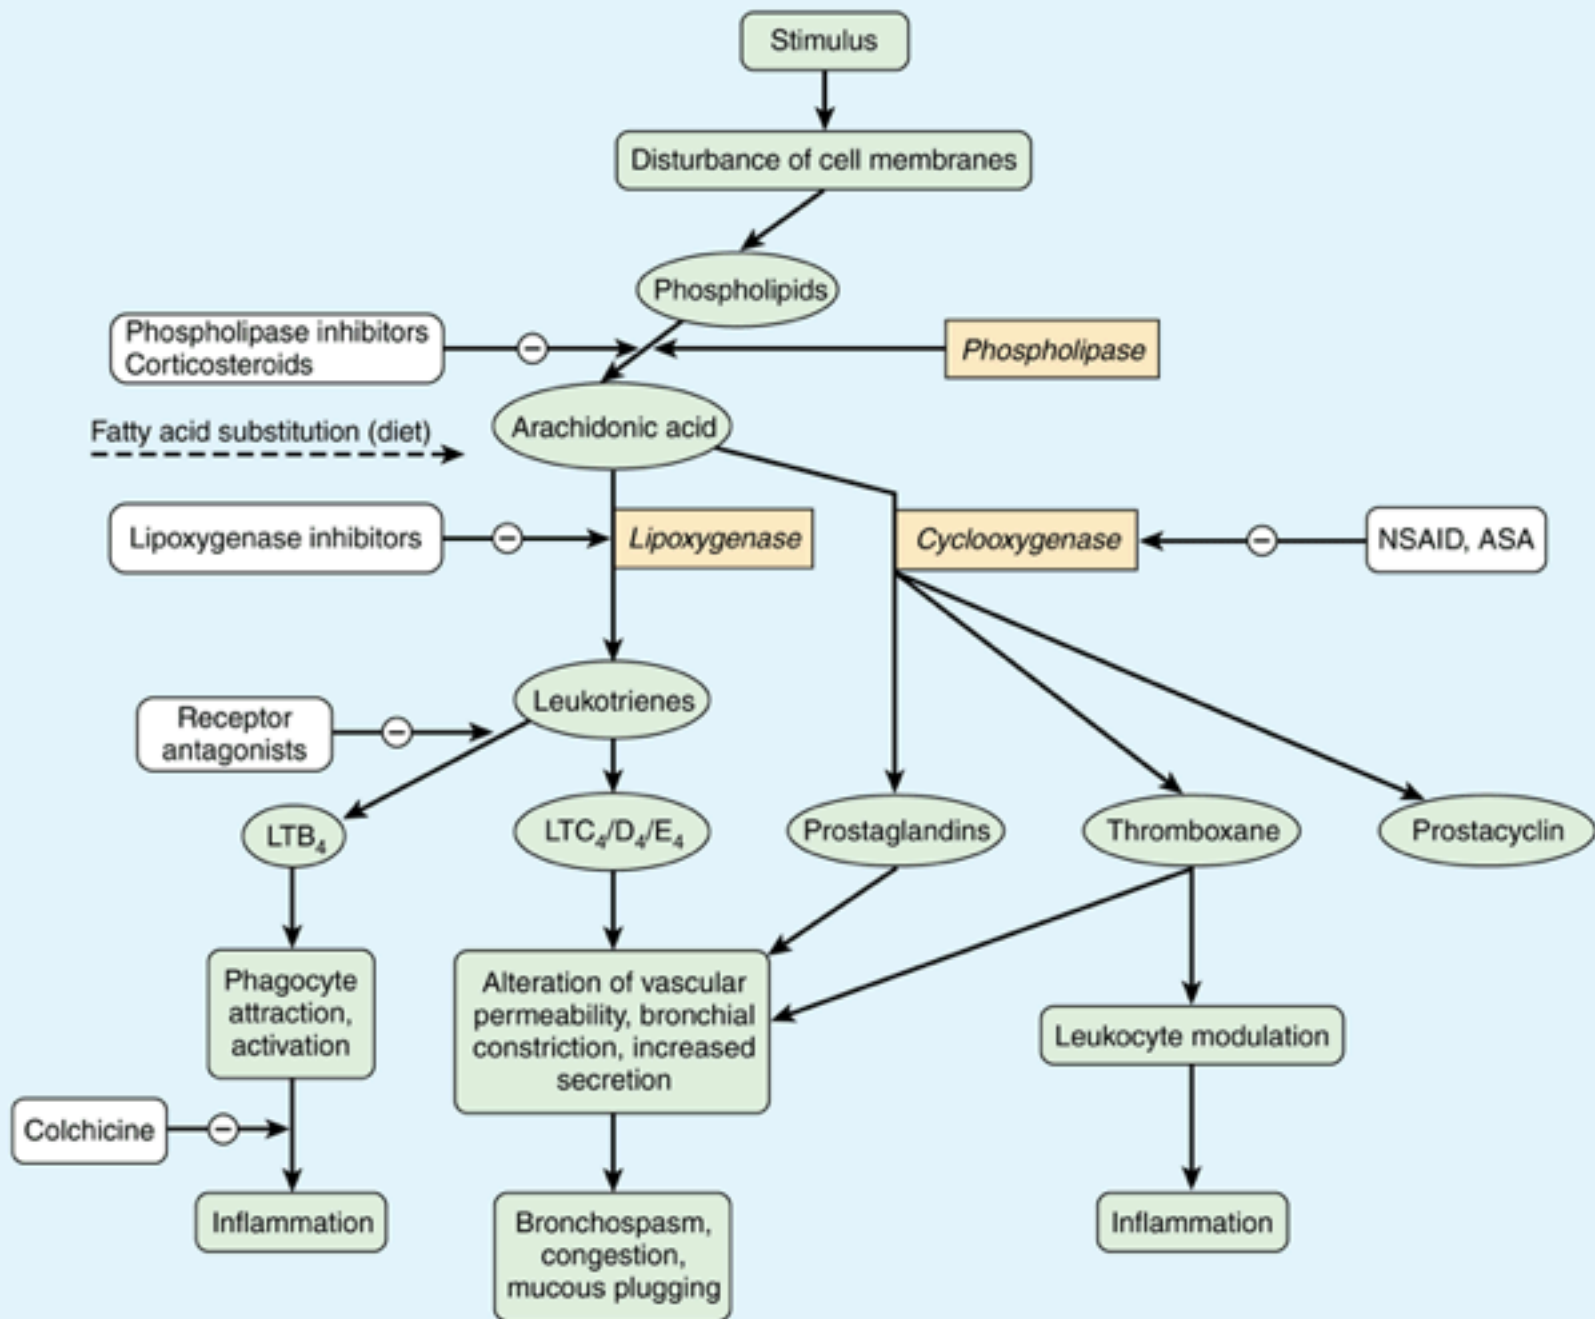 Stimulus
Disturbance of cell membranes
Phospholipids
Phospholipase inhibitors
Corticosteroids
Phospholipase
Fatty acid substitution (diet)
Arachidonic acid
Lipoxygenase inhibitors
Lipoxygenase
Cyclooxygenase
NSAID, ASA
Leukotrienes
Receptor
antagonists
LTB₄
LTC₄/D₄/E₄
Prostaglandins
Thromboxane
Prostacyclin
Phagocyte
attraction,
activation
Alteration of vascular
permeability, bronchial
constriction, increased
secretion
Leukocyte modulation
Colchicine
Inflammation
Bronchospasm,
congestion,
mucous plugging
Inflammation